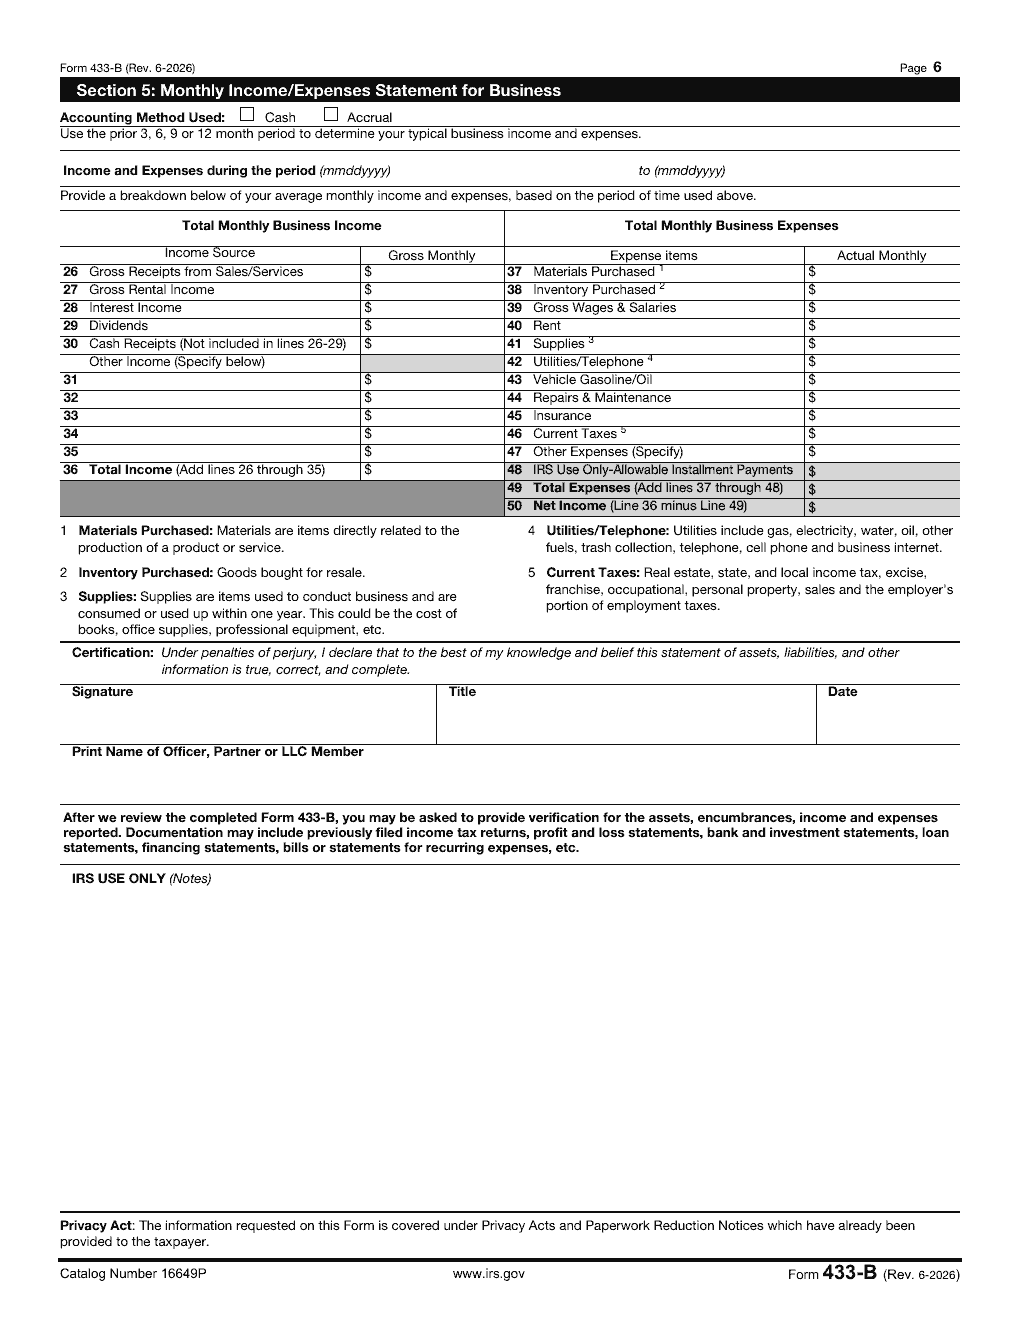 Form 433-B (Rev. 6-2026) Page 6
Section 5: Monthly Income/Expenses Statement for Business
Accounting Method Used: Cash Accrual
Use the prior 3, 6, 9 or 12 month period to determine your typical business income and expenses.
Income and Expenses during the period (mmddyyyy) to (mmddyyyy)
Provide a breakdown below of your average monthly income and expenses, based on the period of time used above.
Total Monthly Business Income
Income Source Gross Monthly
26 Gross Receipts from Sales/Services $
27 Gross Rental Income $
28 Interest Income $
29 Dividends $
30 Cash Receipts (Not included in lines 26-29) $
Other Income (Specify below)
31 $
32 $
33 $
34 $
35 $
36 Total Income (Add lines 26 through 35) $
Total Monthly Business Expenses
Expense items Actual Monthly
37 Materials Purchased 1 $
38 Inventory Purchased 2 $
39 Gross Wages & Salaries $
40 Rent $
41 Supplies 3 $
42 Utilities/Telephone 4 $
43 Vehicle Gasoline/Oil $
44 Repairs & Maintenance $
45 Insurance $
46 Current Taxes 5 $
47 Other Expenses (Specify) $
48 IRS Use Only-Allowable Installment Payments $
49 Total Expenses (Add lines 37 through 48) $
50 Net Income (Line 36 minus Line 49) $
1 Materials Purchased: Materials are items directly related to the
production of a product or service.
2 Inventory Purchased: Goods bought for resale.
3 Supplies: Supplies are items used to conduct business and are
consumed or used up within one year. This could be the cost of
books, office supplies, professional equipment, etc.
4 Utilities/Telephone: Utilities include gas, electricity, water, oil, other
fuels, trash collection, telephone, cell phone and business internet.
5 Current Taxes: Real estate, state, and local income tax, excise,
franchise, occupational, personal property, sales and the employer's
portion of employment taxes.
Certification: Under penalties of perjury, I declare that to the best of my knowledge and belief this statement of assets, liabilities, and other
information is true, correct, and complete.
Signature Title Date
Print Name of Officer, Partner or LLC Member
After we review the completed Form 433-B, you may be asked to provide verification for the assets, encumbrances, income and expenses
reported. Documentation may include previously filed income tax returns, profit and loss statements, bank and investment statements, loan
statements, financing statements, bills or statements for recurring expenses, etc.
IRS USE ONLY (Notes)
Privacy Act: The information requested on this Form is covered under Privacy Acts and Paperwork Reduction Notices which have already been
provided to the taxpayer.
Catalog Number 16649P www.irs.gov Form 433-B (Rev. 6-2026)